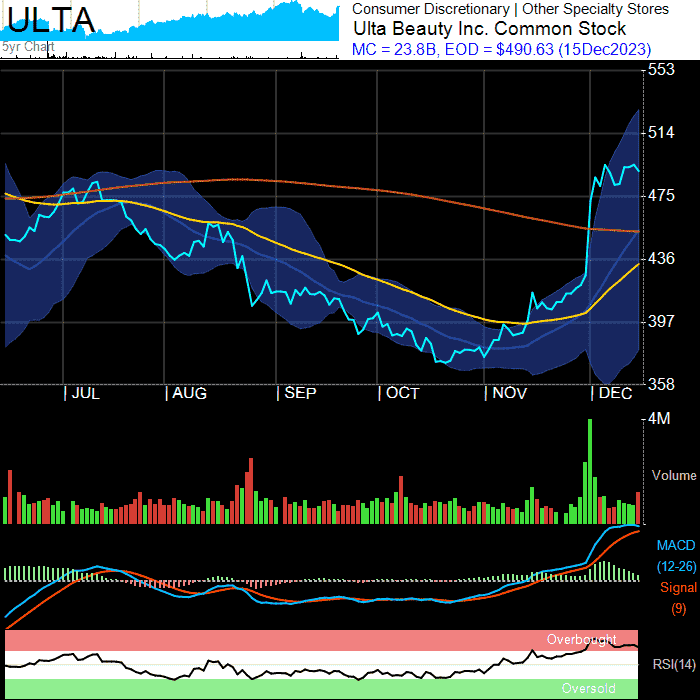 ULTA
5yr Chart
Consumer Discretionary | Other Specialty Stores
Ulta Beauty Inc. Common Stock
MC = 23.8B, EOD = $490.63 (15Dec2023)
553
514
475
436
397
358
| JUL | AUG | SEP | OCT | NOV | DEC
4M
Volume
MACD
(12-26)
Signal
(9)
Overbought
RSI(14)
Oversold